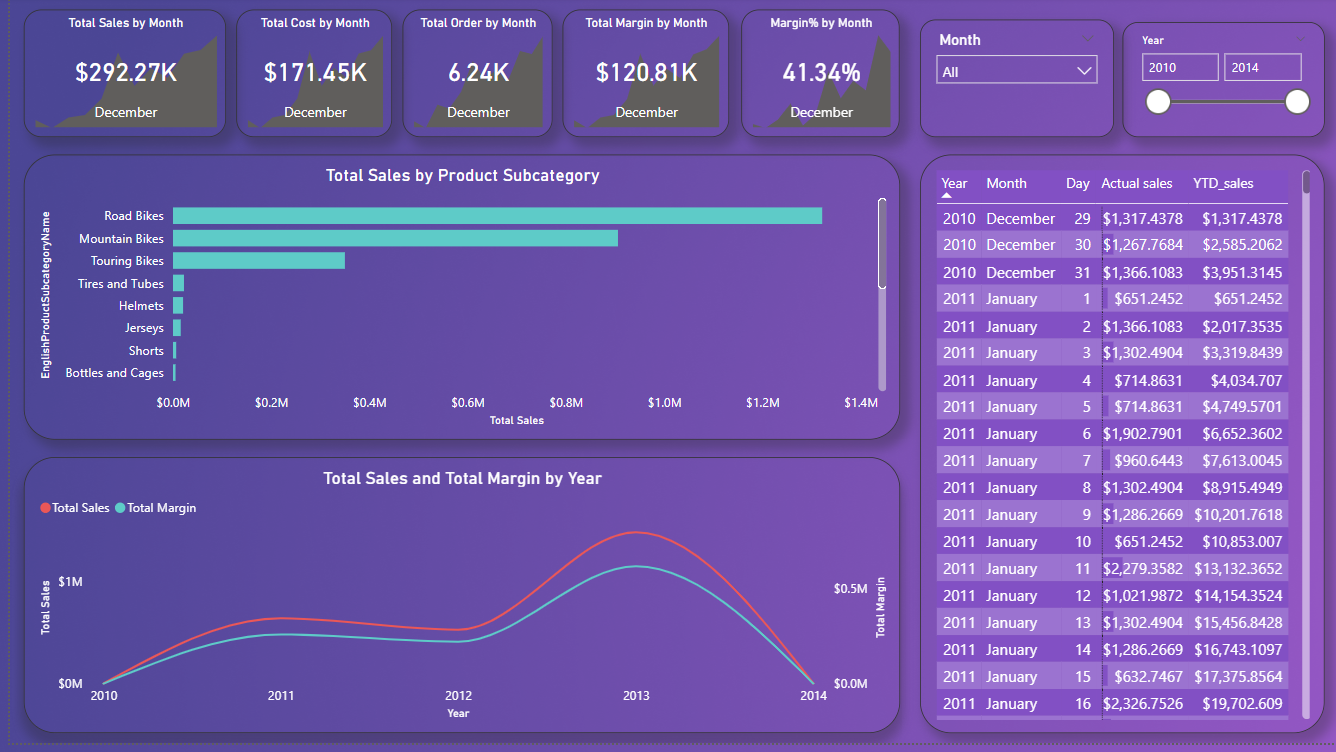 Total Sales by Month
$292.27K
December
Total Cost by Month
$171.45K
December
Total Order by Month
6.24K
December
Total Margin by Month
$120.81K
December
Margin% by Month
41.34%
December
Month
All
Year
2010 2014
Total Sales by Product Subcategory
EnglishProductSubcategoryName
Road Bikes
Mountain Bikes
Touring Bikes
Tires and Tubes
Helmets
Jerseys
Shorts
Bottles and Cages
$0.0M $0.2M $0.4M $0.6M $0.8M $1.0M $1.2M $1.4M
Total Sales
Total Sales and Total Margin by Year
Total Sales Total Margin
Total Sales
$1M
$0M
$0.5M
$0.0M
Total Margin
2010 2011 2012 2013 2014
Year
Year Month Day Actual sales YTD_sales
2010 December 29 $1,317.4378 $1,317.4378
2010 December 30 $1,267.7684 $2,585.2062
2010 December 31 $1,366.1083 $3,951.3145
2011 January 1 $651.2452 $651.2452
2011 January 2 $1,366.1083 $2,017.3535
2011 January 3 $1,302.4904 $3,319.8439
2011 January 4 $714.8631 $4,034.707
2011 January 5 $714.8631 $4,749.5701
2011 January 6 $1,902.7901 $6,652.3602
2011 January 7 $960.6443 $7,613.0045
2011 January 8 $1,302.4904 $8,915.4949
2011 January 9 $1,286.2669 $10,201.7618
2011 January 10 $651.2452 $10,853.007
2011 January 11 $2,279.3582 $13,132.3652
2011 January 12 $1,021.9872 $14,154.3524
2011 January 13 $1,302.4904 $15,456.8428
2011 January 14 $1,286.2669 $16,743.1097
2011 January 15 $632.7467 $17,375.8564
2011 January 16 $2,326.7526 $19,702.609